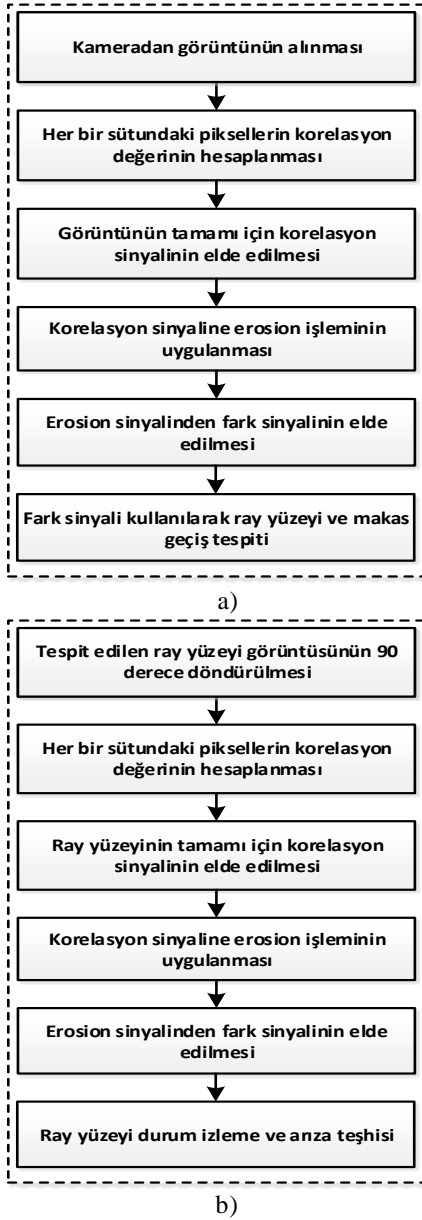 Kameradan görüntünün alınması
Her bir sütundaki piksellerin korelasyon
değerinin hesaplanması
Görüntünün tamamı için korelasyon
sinyalinin elde edilmesi
Korelasyon sinyaline erosion işleminin
uygulanması
Erosion sinyalinden fark sinyalinin elde
edilmesi
Fark sinyali kullanılarak ray yüzeyi ve makas
geçiş tespiti
a)
Tespit edilen ray yüzeyi görüntüsünün 90
derece döndürülmesi
Her bir sütundaki piksellerin korelasyon
değerinin hesaplanması
Ray yüzeyinin tamamı için korelasyon
sinyalinin elde edilmesi
Korelasyon sinyaline erosion işleminin
uygulanması
Erosion sinyalinden fark sinyalinin elde
edilmesi
Ray yüzeyi durum izleme ve arıza teşhisi
b)